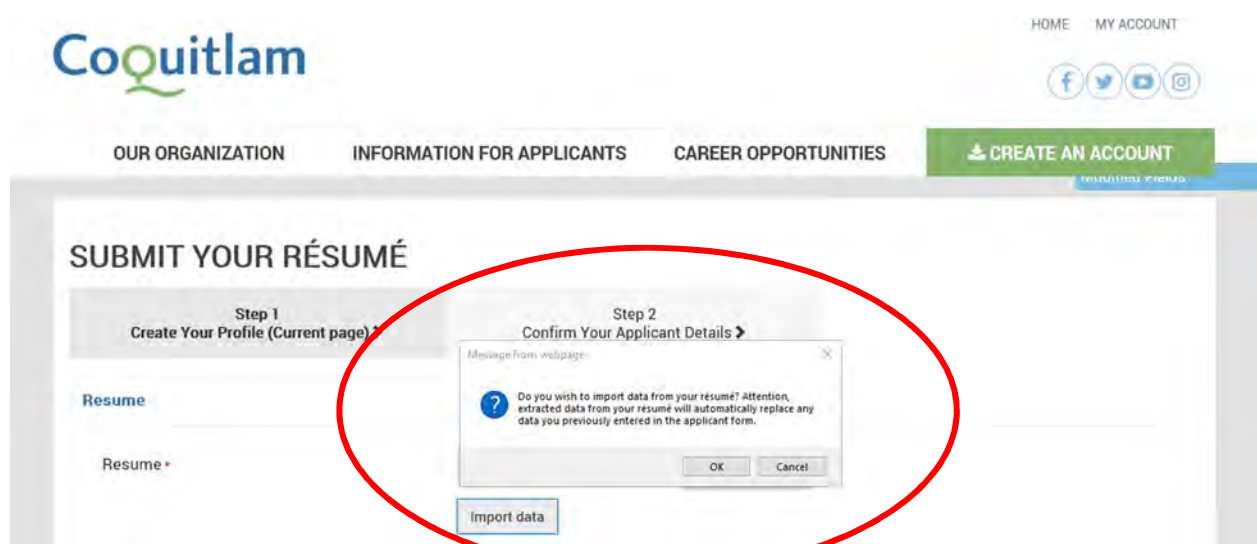 HOME MY ACCOUNT
Coquitlam
OUR ORGANIZATION INFORMATION FOR APPLICANTS CAREER OPPORTUNITIES CREATE AN ACCOUNT
Modified Fields
SUBMIT YOUR RÉSUMÉ
Step 1
Create Your Profile (Current page)
Step 2
Confirm Your Applicant Details
Message from webpage
Do you wish to import data from your résumé? Attention,
extracted data from your résumé will automatically replace any
data you previously entered in the applicant form.
OK Cancel
Resume
Resume •
Import data